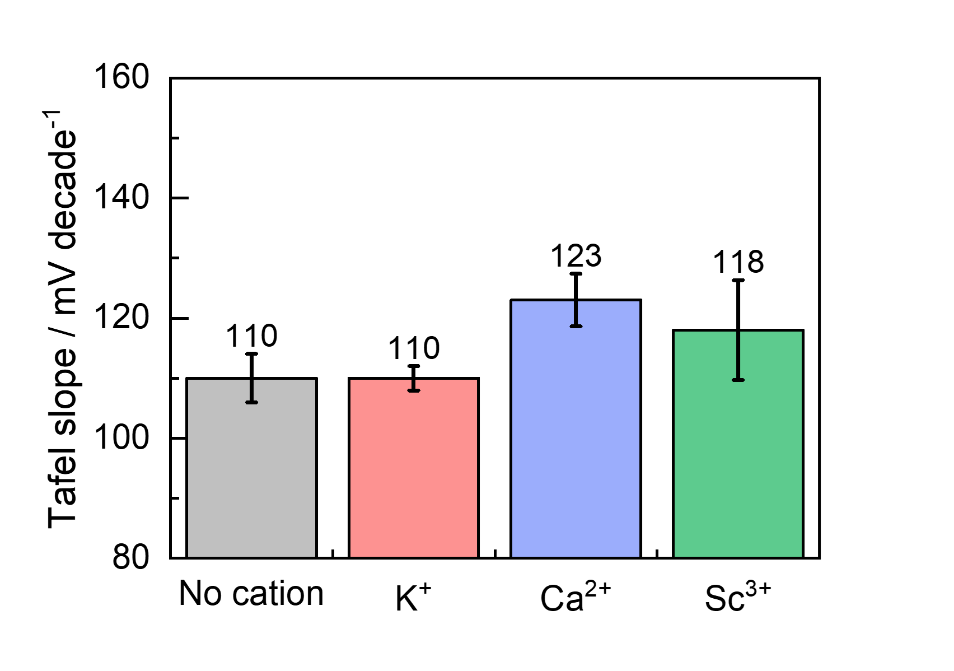 Tafel slope / mV decade⁻¹
160
140
120
100
80
110
110
123
118
No cation
K⁺
Ca²⁺
Sc³⁺